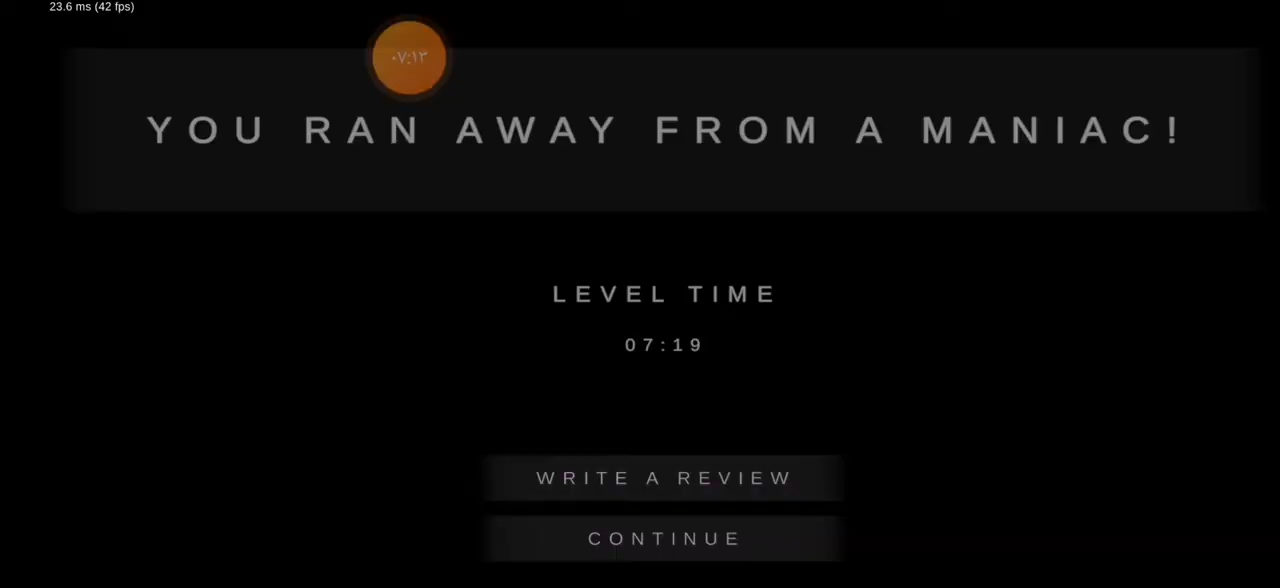 23.6 ms (42 fps)
٠٧:١٣
YOU RAN AWAY FROM A MANIAC!
LEVEL TIME
07:19
WRITE A REVIEW
CONTINUE